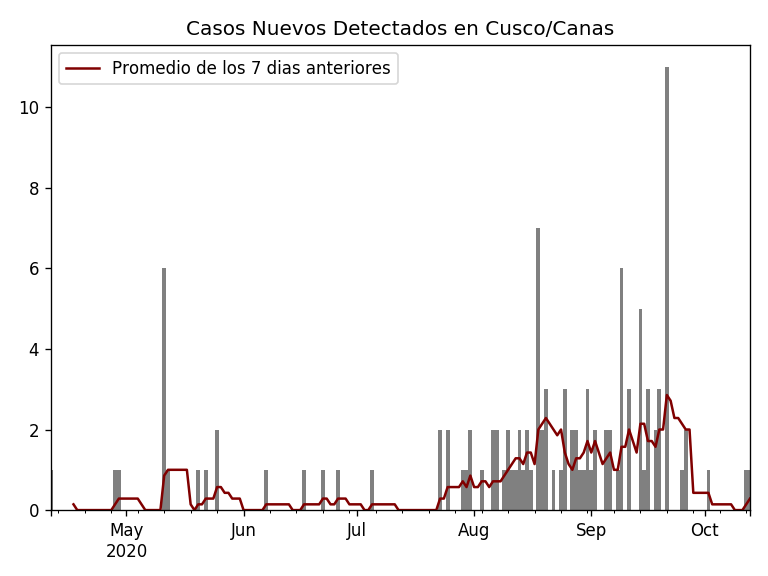 Casos Nuevos Detectados en Cusco/Canas
Promedio de los 7 dias anteriores
10
8
6
4
2
0
May Jun Jul Aug Sep Oct
2020